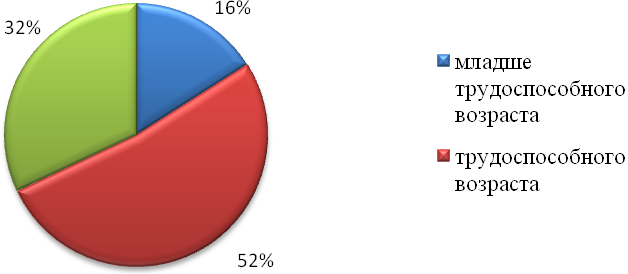 16%
32%
младше
трудоспособного
возраста
трудоспособного
возраста
52%